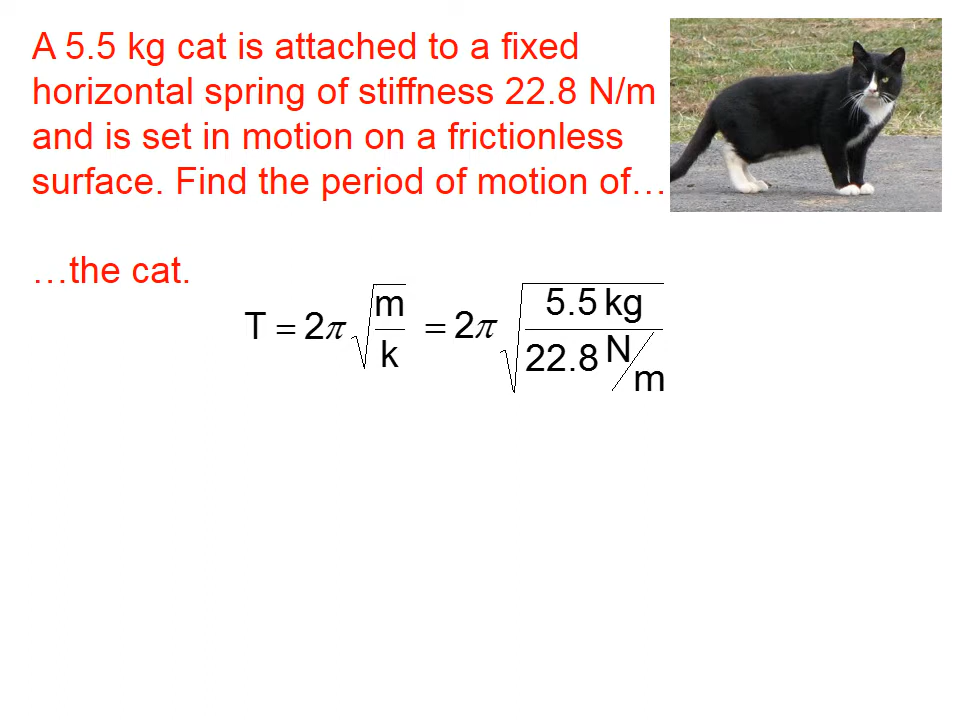 A 5.5 kg cat is attached to a fixed
horizontal spring of stiffness 22.8 N/m
and is set in motion on a frictionless
surface. Find the period of motion of…
…the cat.
T = 2π √(m/k) = 2π √(5.5 kg / 22.8 N/m)